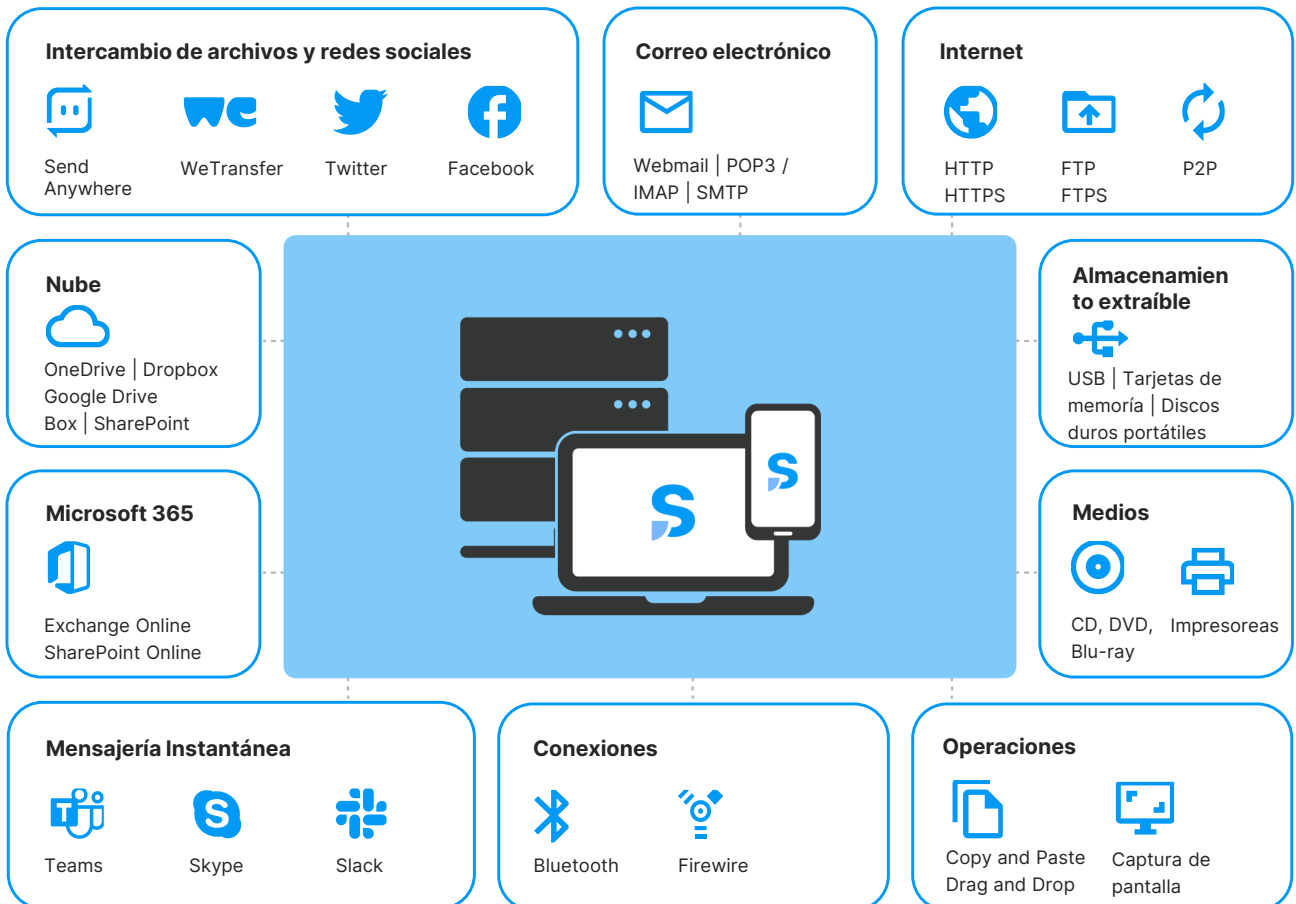 Intercambio de archivos y redes sociales
Send
Anywhere
WeTransfer
Twitter
Facebook
Correo electrónico
Webmail | POP3 /
IMAP | SMTP
Internet
HTTP
HTTPS
FTP
FTPS
P2P
Nube
OneDrive | Dropbox
Google Drive
Box | SharePoint
Almacenamien
to extraíble
USB | Tarjetas de
memoría | Discos
duros portátiles
Microsoft 365
Exchange Online
SharePoint Online
Medios
CD, DVD,
Blu-ray
Impresoreas
Mensajería Instantánea
Teams
Skype
Slack
Conexiones
Bluetooth
Firewire
Operaciones
Copy and Paste
Drag and Drop
Captura de
pantalla